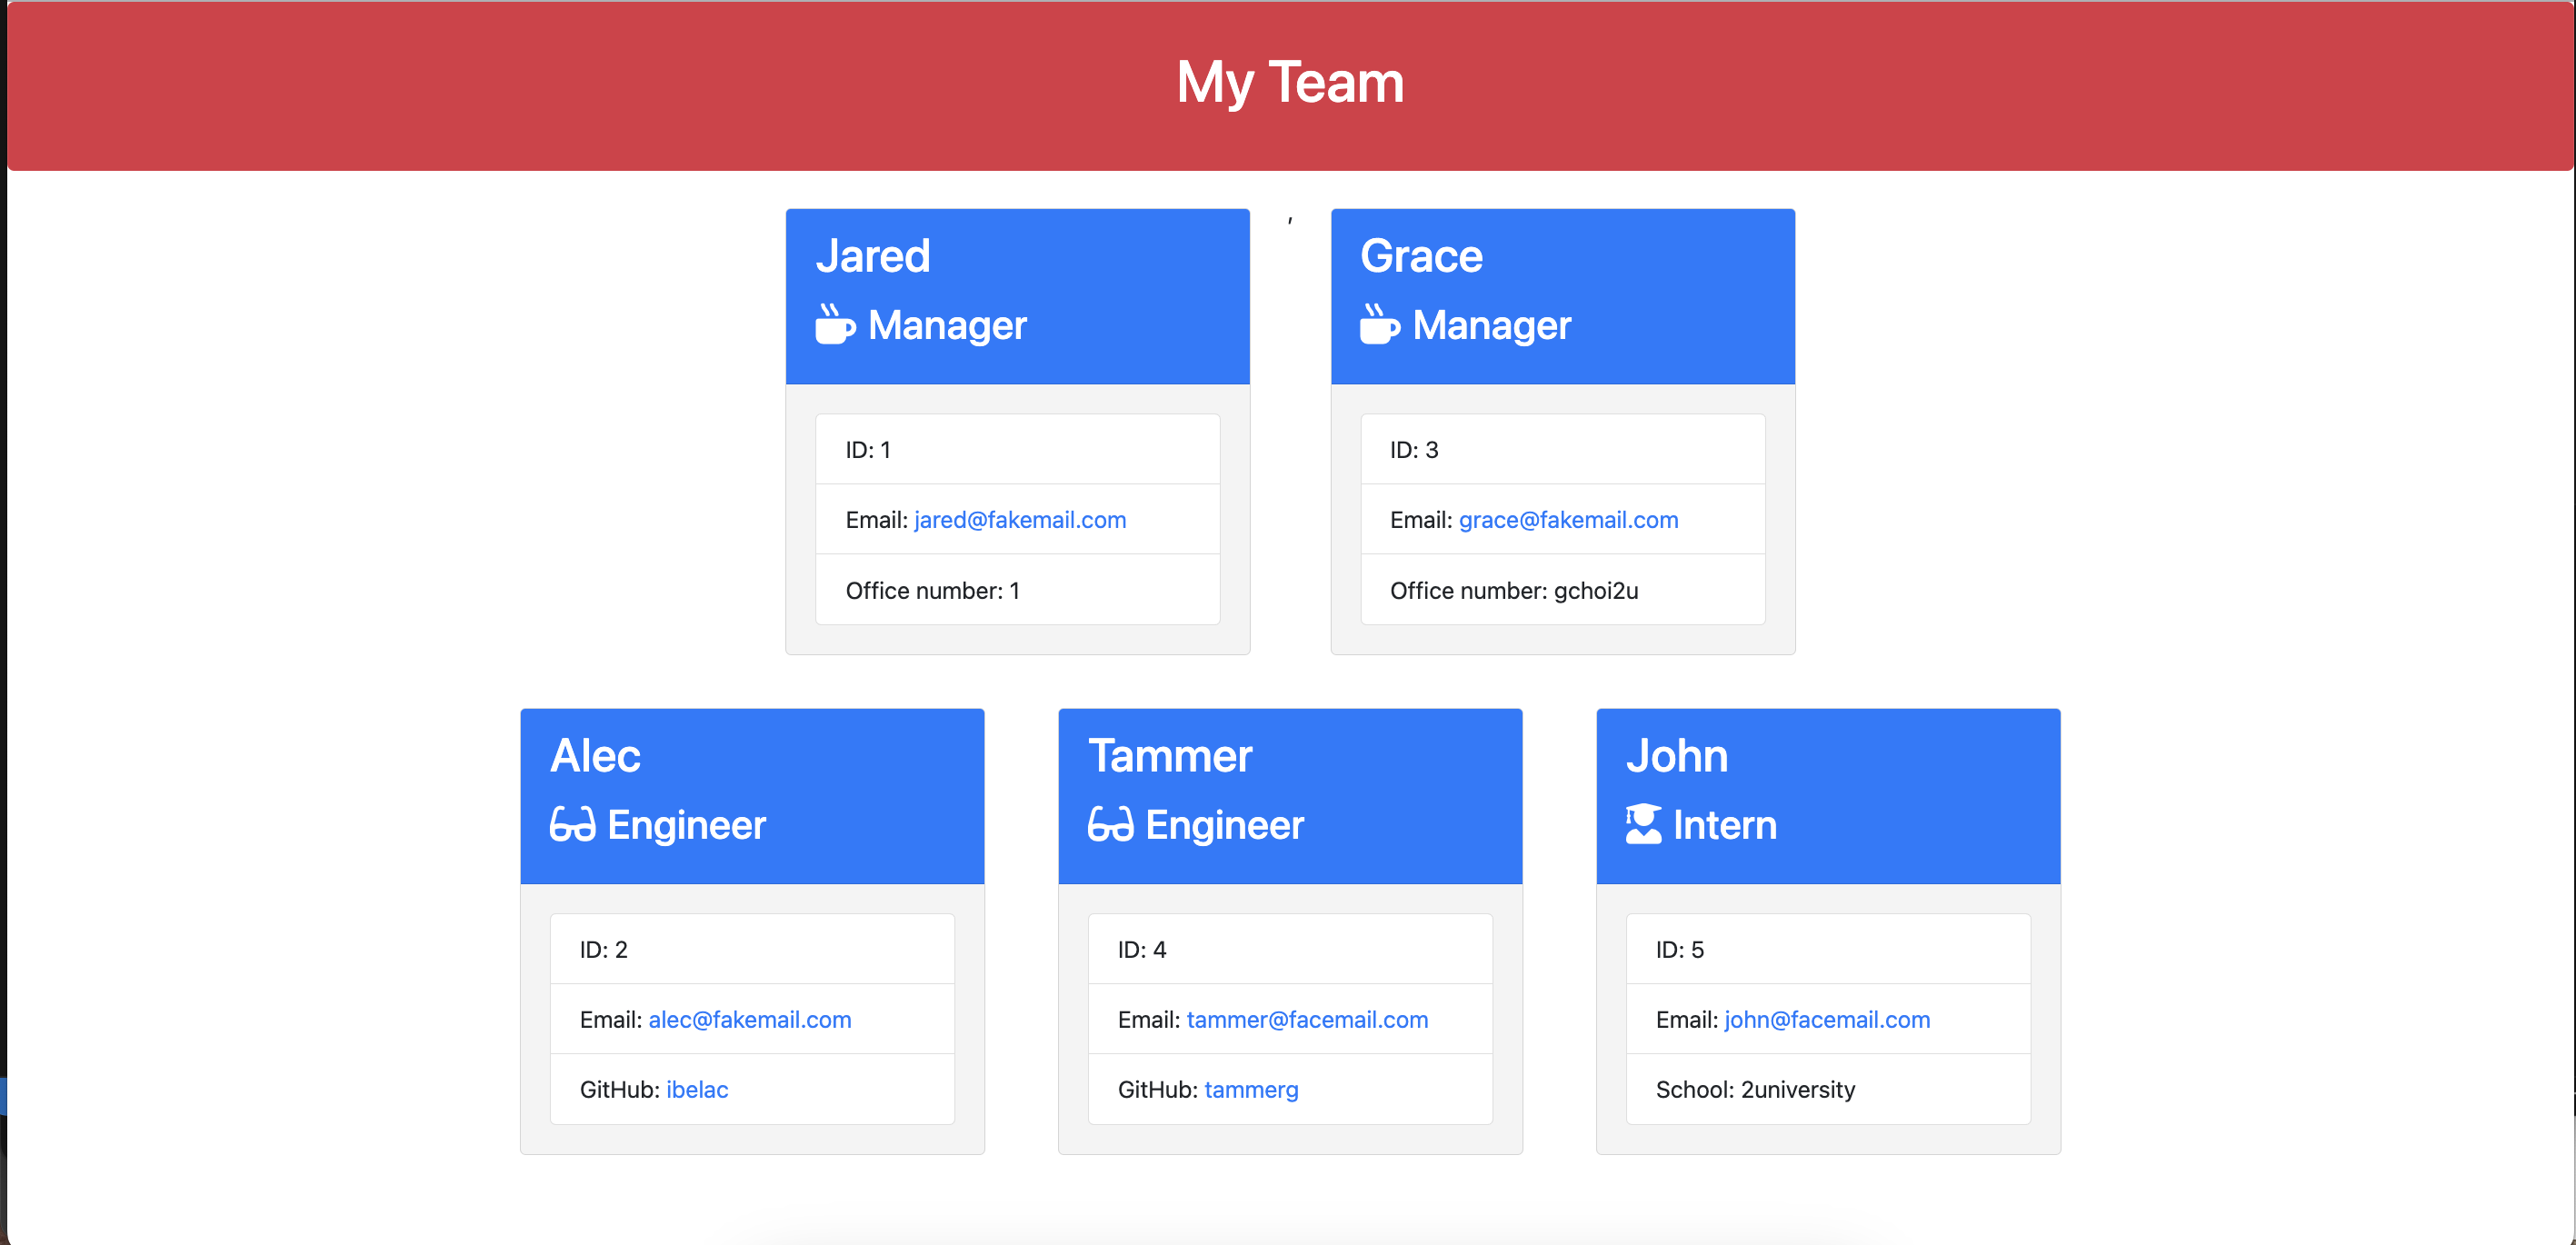 My Team
Jared
Manager
ID: 1
Email: jared@fakemail.com
Office number: 1
,
Grace
Manager
ID: 3
Email: grace@fakemail.com
Office number: gchoi2u
Alec
Engineer
ID: 2
Email: alec@fakemail.com
GitHub: ibelac
Tammer
Engineer
ID: 4
Email: tammer@facemail.com
GitHub: tammerg
John
Intern
ID: 5
Email: john@facemail.com
School: 2university